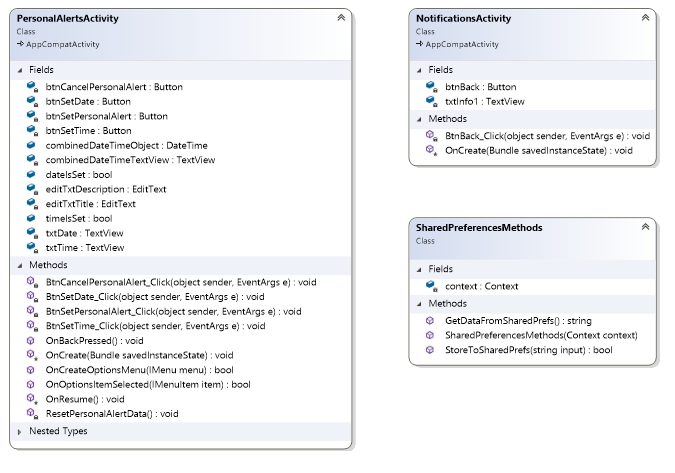 PersonalAlertsActivity
Class
AppCompatActivity
Fields
btnCancelPersonalAlert : Button
btnSetDate : Button
btnSetPersonalAlert : Button
btnSetTime : Button
combinedDateTimeObject : DateTime
combinedDateTimeTextView : TextView
dateIsSet : bool
editTxtDescription : EditText
editTxtTitle : EditText
timeIsSet : bool
txtDate : TextView
txtTime : TextView
Methods
BtnCancelPersonalAlert_Click(object sender, EventArgs e) : void
BtnSetDate_Click(object sender, EventArgs e) : void
BtnSetPersonalAlert_Click(object sender, EventArgs e) : void
BtnSetTime_Click(object sender, EventArgs e) : void
OnBackPressed() : void
OnCreate(Bundle savedInstanceState) : void
OnCreateOptionsMenu(IMenu menu) : bool
OnOptionsItemSelected(IMenuItem item) : bool
OnResume() : void
ResetPersonalAlertData() : void
Nested Types
NotificationsActivity
Class
AppCompatActivity
Fields
btnBack : Button
txtInfo1 : TextView
Methods
BtnBack_Click(object sender, EventArgs e) : void
OnCreate(Bundle savedInstanceState) : void
SharedPreferencesMethods
Class
Fields
context : Context
Methods
GetDataFromSharedPrefs() : string
SharedPreferencesMethods(Context context)
StoreToSharedPrefs(string input) : bool